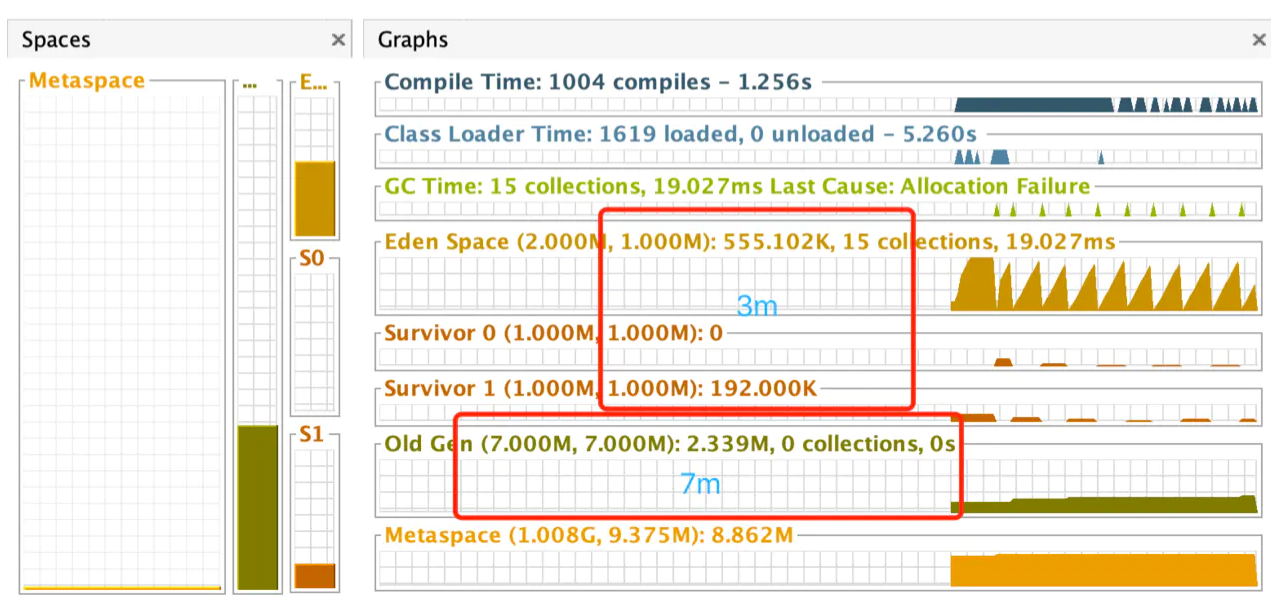 Spaces ×
Metaspace
...
E...
S0
S1
Graphs ×
Compile Time: 1004 compiles – 1.256s
Class Loader Time: 1619 loaded, 0 unloaded – 5.260s
GC Time: 15 collections, 19.027ms Last Cause: Allocation Failure
Eden Space (2.000M, 1.000M): 555.102K, 15 collections, 19.027ms
3m
Survivor 0 (1.000M, 1.000M): 0
Survivor 1 (1.000M, 1.000M): 192.000K
Old Gen (7.000M, 7.000M): 2.339M, 0 collections, 0s
7m
Metaspace (1.008G, 9.375M): 8.862M